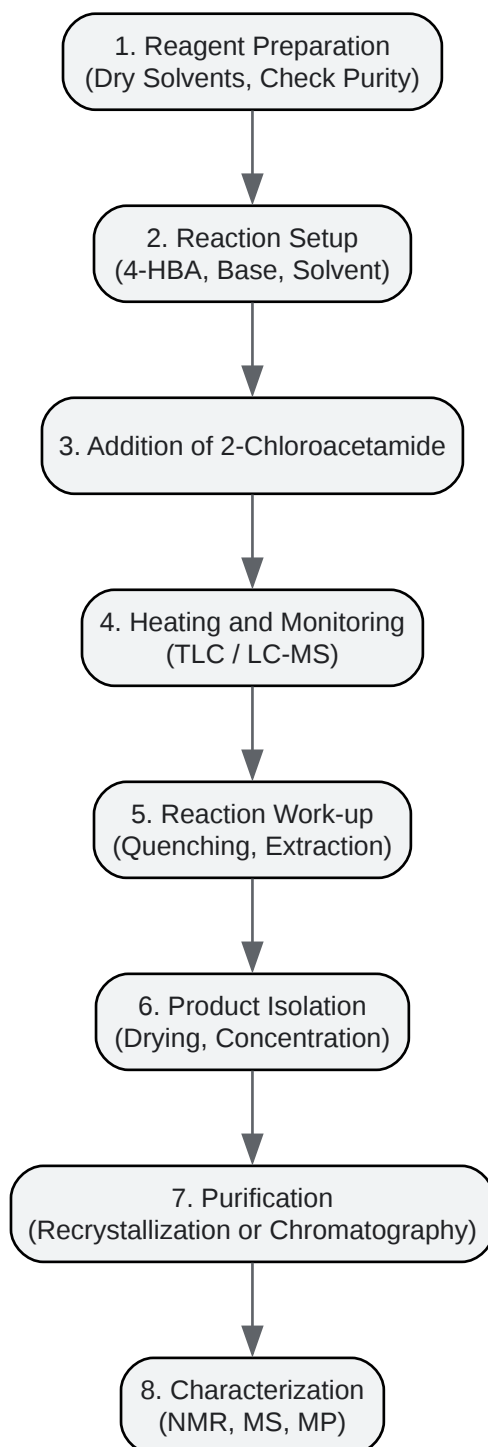 1. Reagent Preparation
(Dry Solvents, Check Purity)
2. Reaction Setup
(4-HBA, Base, Solvent)
3. Addition of 2-Chloroacetamide
4. Heating and Monitoring
(TLC / LC-MS)
5. Reaction Work-up
(Quenching, Extraction)
6. Product Isolation
(Drying, Concentration)
7. Purification
(Recrystallization or Chromatography)
8. Characterization
(NMR, MS, MP)